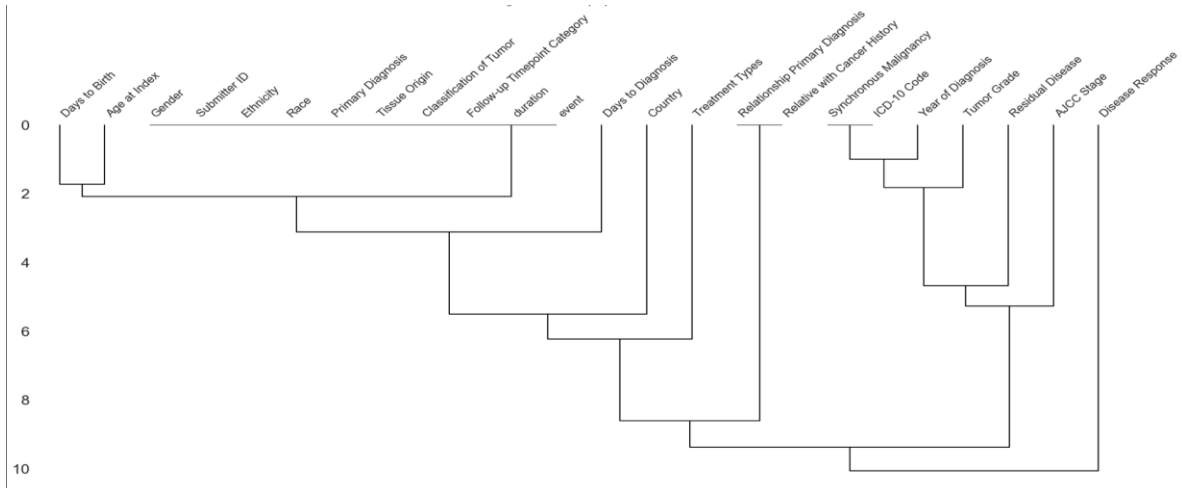 Days to Birth
Age at Index
Gender
Submitter ID
Ethnicity
Race
Primary Diagnosis
Tissue Origin
Classification of Tumor
Follow-up Timepoint Category
duration
event
Days to Diagnosis
Country
Treatment Types
Relationship Primary Diagnosis
Relative with Cancer History
Synchronous Malignancy
ICD-10 Code
Year of Diagnosis
Tumor Grade
Residual Disease
AJCC Stage
Disease Response
0
2
4
6
8
10